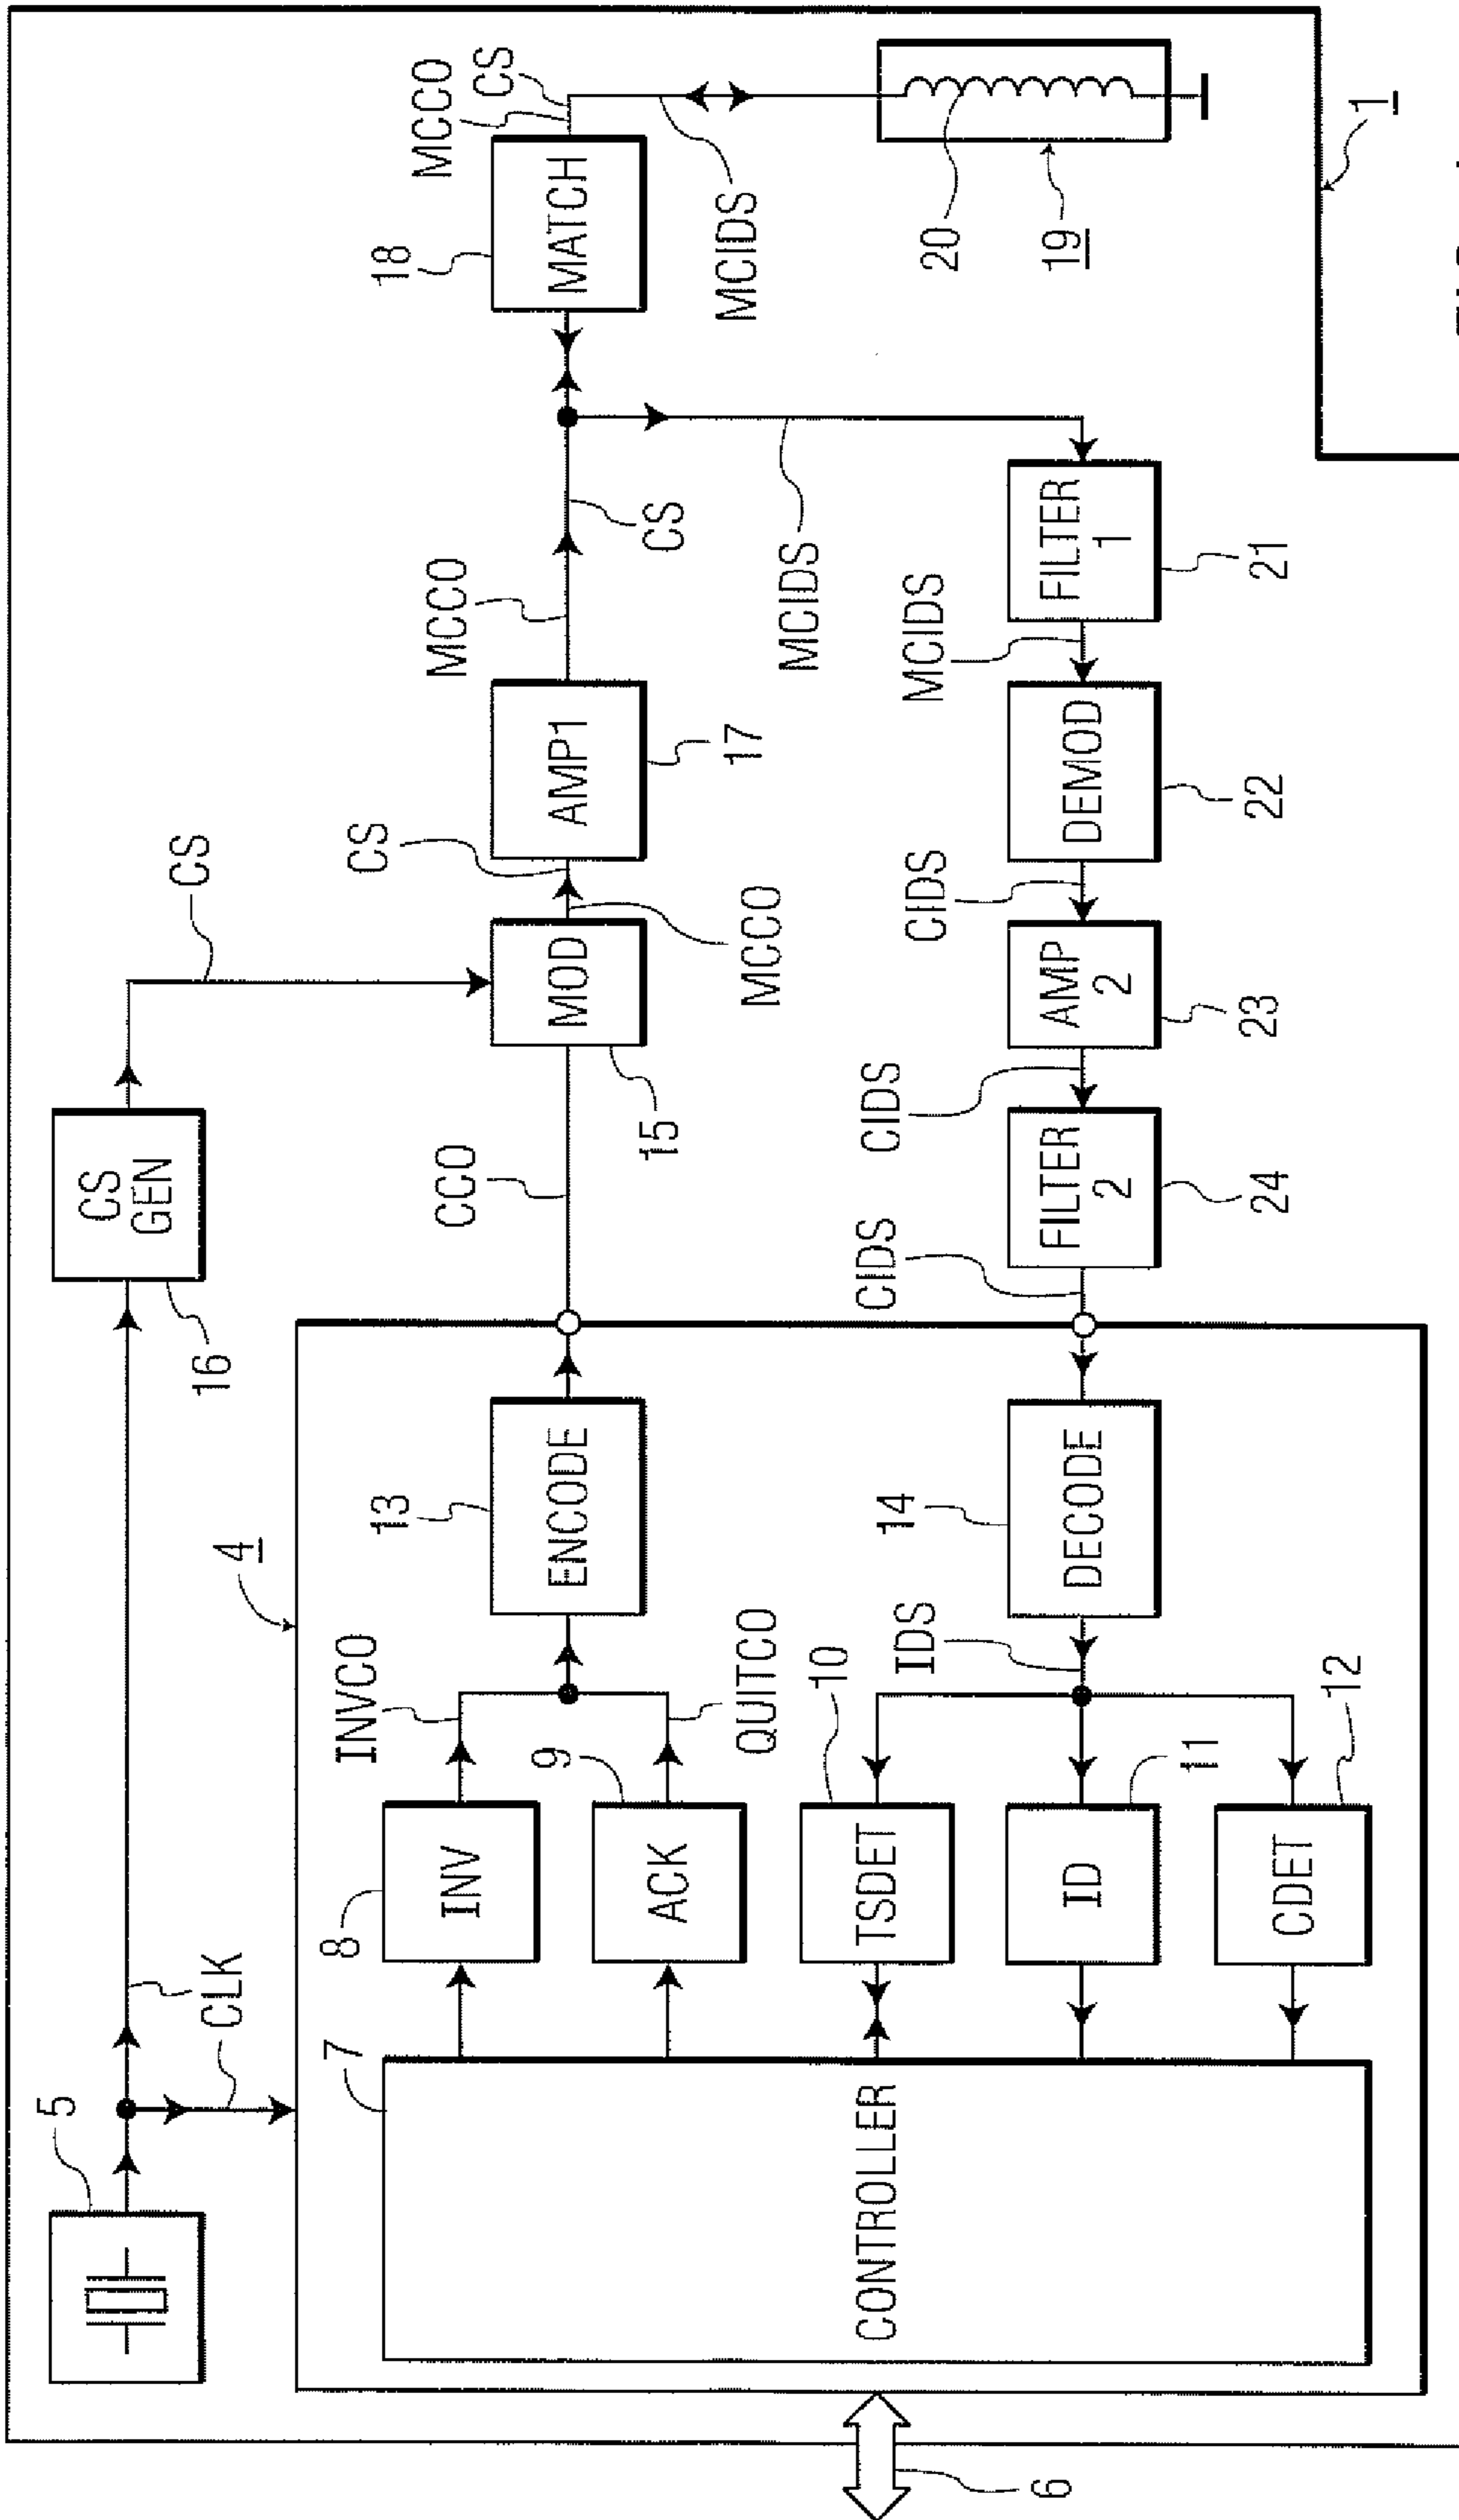 5
CLK
16
CS
GEN
CS
4
7
CONTROLLER
6
8
INV
INVCO
9
ACK
QUITCO
13
ENCODE
CCO
15
MOD
MCCO
CS
AMP1
17
MCCO
CS
18
MATCH
MCCO
CS
MCIDS
20
19
1
10
TSDET
IDS
11
ID
12
CDET
14
DECODE
CIDS
FILTER
2
24
CIDS
AMP
2
23
CIDS
DEMOD
22
MCIDS
FILTER
1
21
MCIDS